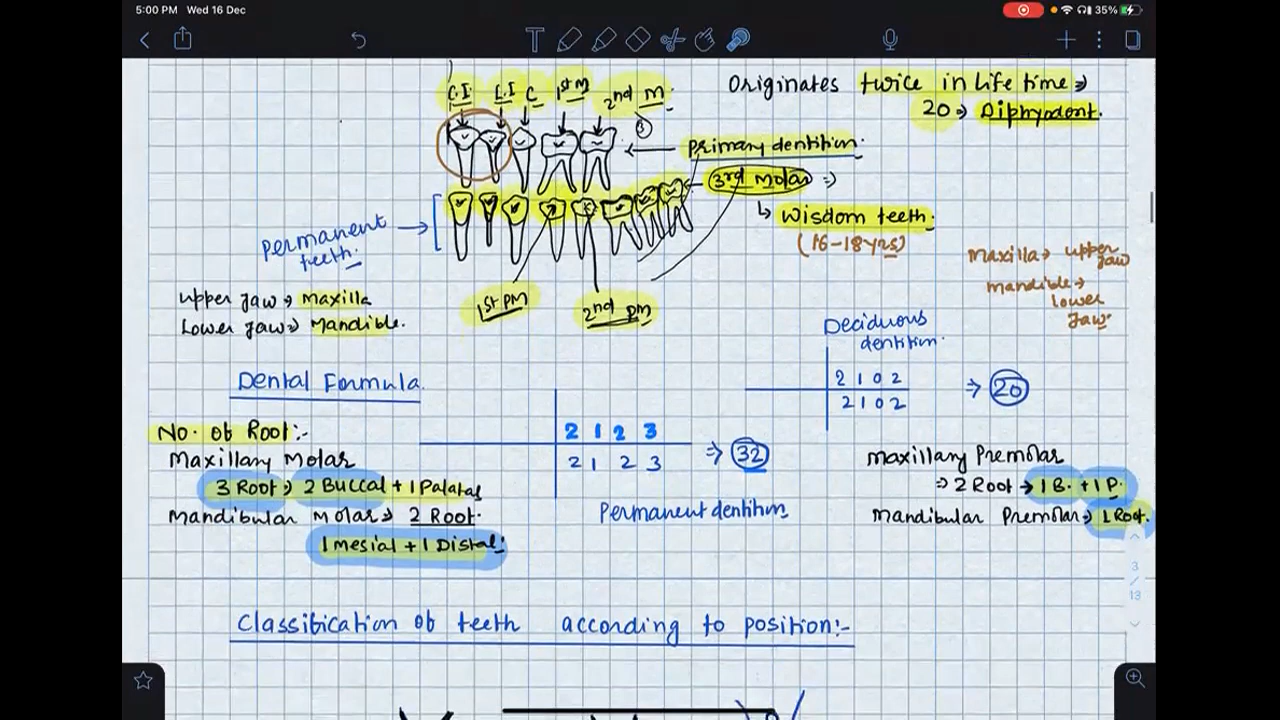 5:00 PM Wed 16 Dec
35%
C.I L.I C 1st M 2nd M
Originates twice in life time⇒
20⇒ Diphyodont.
Primary dentition
3rd Molar ⇒
↳ Wisdom teeth
(16-18yrs)
Permanent →
teeth
1st PM
2nd PM
Maxilla → upper
Jaw
Mandible →
Lower
Jaw
upper Jaw → Maxilla
Lower Jaw → Mandible.
Deciduous
dentition.
2 1 0 2
2 1 0 2
⇒ 20
Dental Formula
2 1 2 3
2 1 2 3
⇒ 32
Permanent dentition
No. of Root:-
Maxillary Molar
3 Root⇒ 2 Buccal + 1 Palatal
Mandibular Molar⇒ 2 Root.
1 Mesial + 1 Distal
Maxillary Premolar
⇒ 2 Root → 1 B. + 1 P.
Mandibular Premolar⇒ 1 Root.
3
/
13
Classification of teeth according to position:-